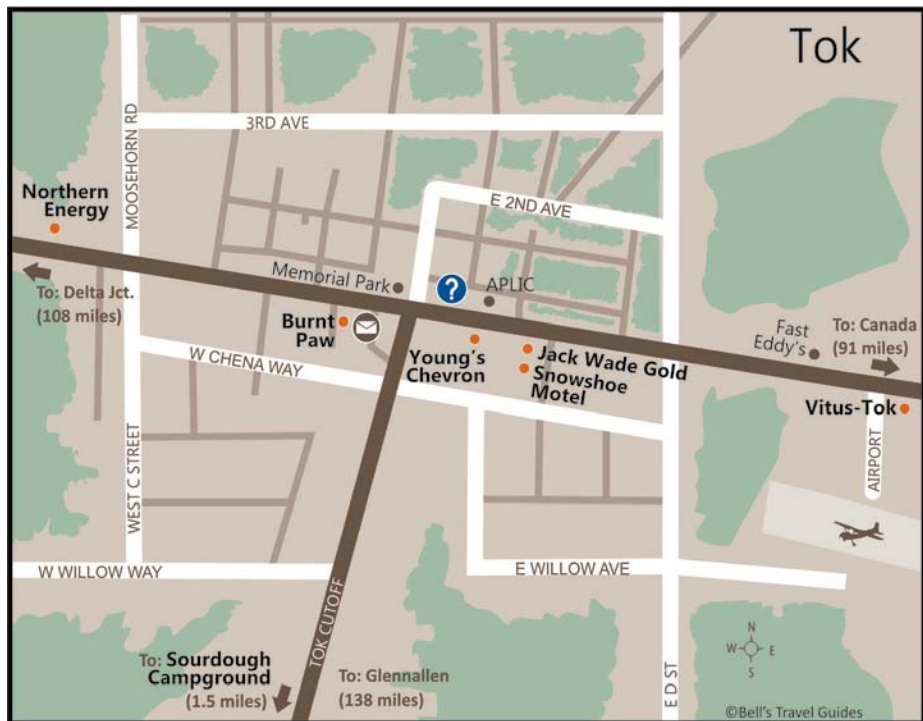 Tok
MOOSEHORN RD
3RD AVE
Northern
Energy
E 2ND AVE
Memorial Park
?
APLIC
To: Delta Jct.
(108 miles)
Burnt
Paw
Fast
Eddy's
To: Canada
(91 miles)
W CHENA WAY
Young's
Chevron
Jack Wade Gold
Snowshoe
Motel
Vitus-Tok
WEST C STREET
AIRPORT
W WILLOW WAY
E WILLOW AVE
TOK CUTOFF
To: Sourdough
Campground
(1.5 miles)
To: Glennallen
(138 miles)
E D ST
N
W
E
S
©Bell's Travel Guides